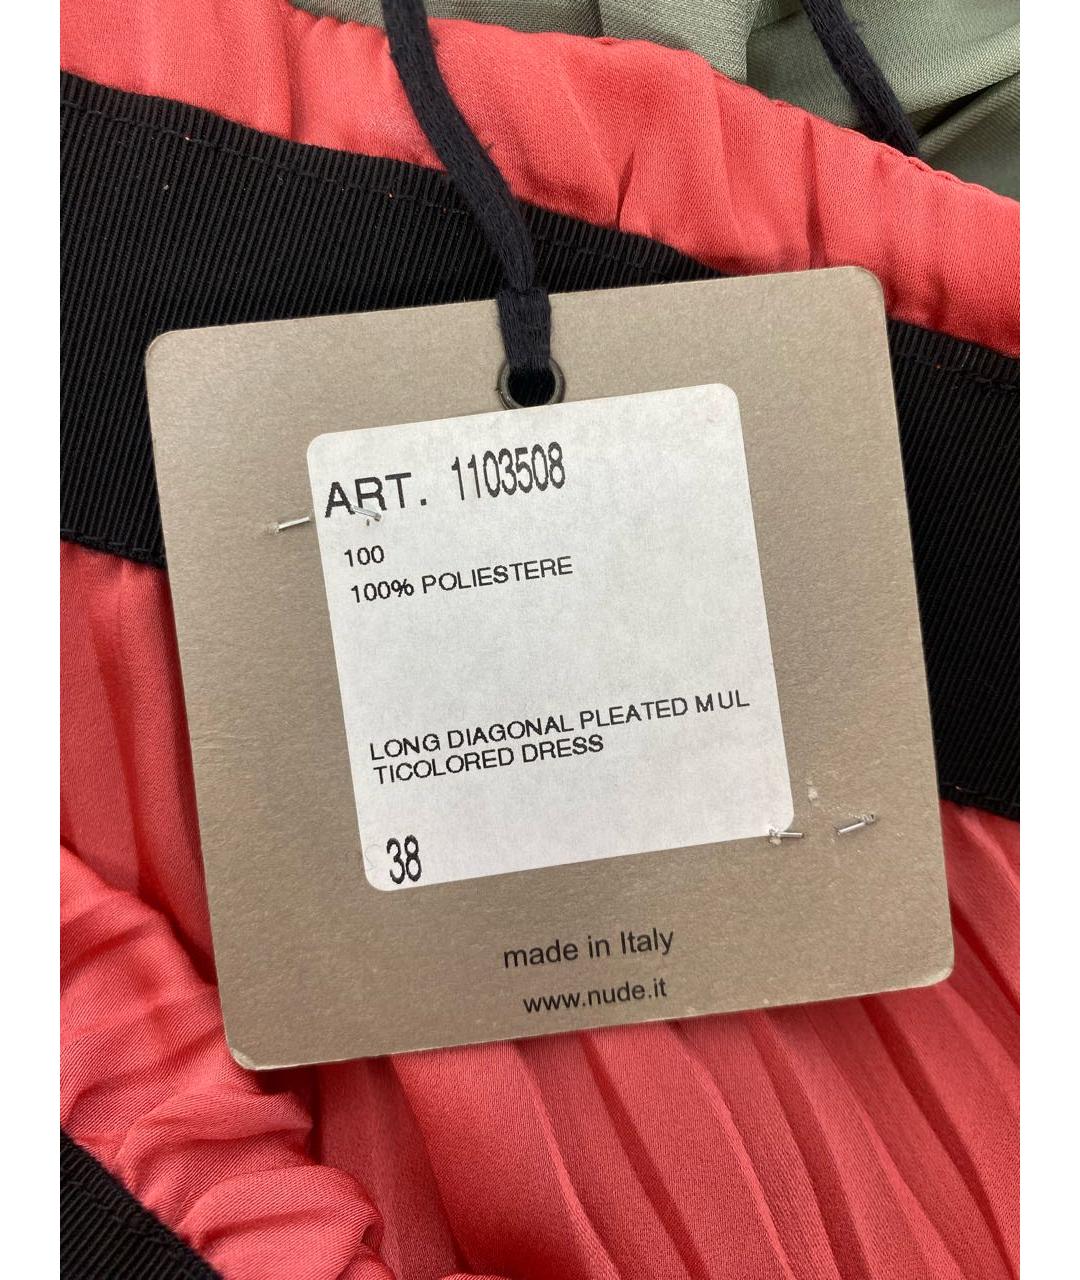 ART. 1103508
100
100% POLIESTERE
LONG DIAGONAL PLEATED MUL
TICOLORED DRESS
38
made in Italy
www.nude.it